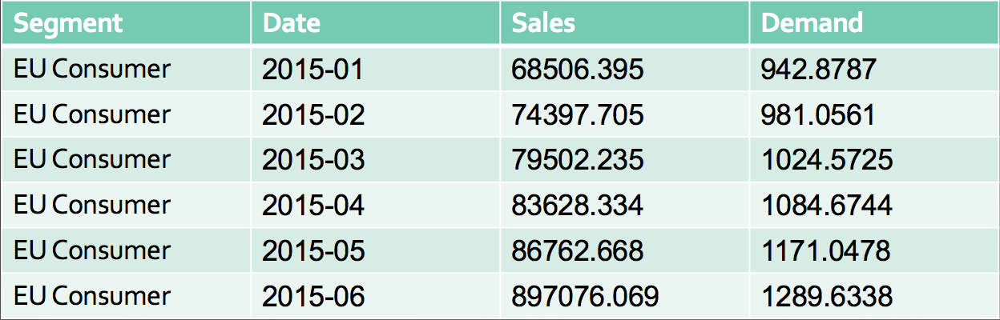 Segment Date Sales Demand
EU Consumer 2015-01 68506.395 942.8787
EU Consumer 2015-02 74397.705 981.0561
EU Consumer 2015-03 79502.235 1024.5725
EU Consumer 2015-04 83628.334 1084.6744
EU Consumer 2015-05 86762.668 1171.0478
EU Consumer 2015-06 897076.069 1289.6338